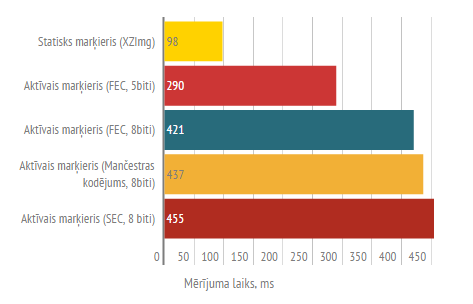 Statisks marķieris (XZImg) 98
Aktīvais marķieris (FEC, 5biti) 290
Aktīvais marķieris (FEC, 8biti) 421
Aktīvais marķieris (Mančestras
kodējums, 8biti) 437
Aktīvais marķieris (SEC, 8 biti) 455
0 50 100 150 200 250 300 350 400 450
Mērījuma laiks, ms